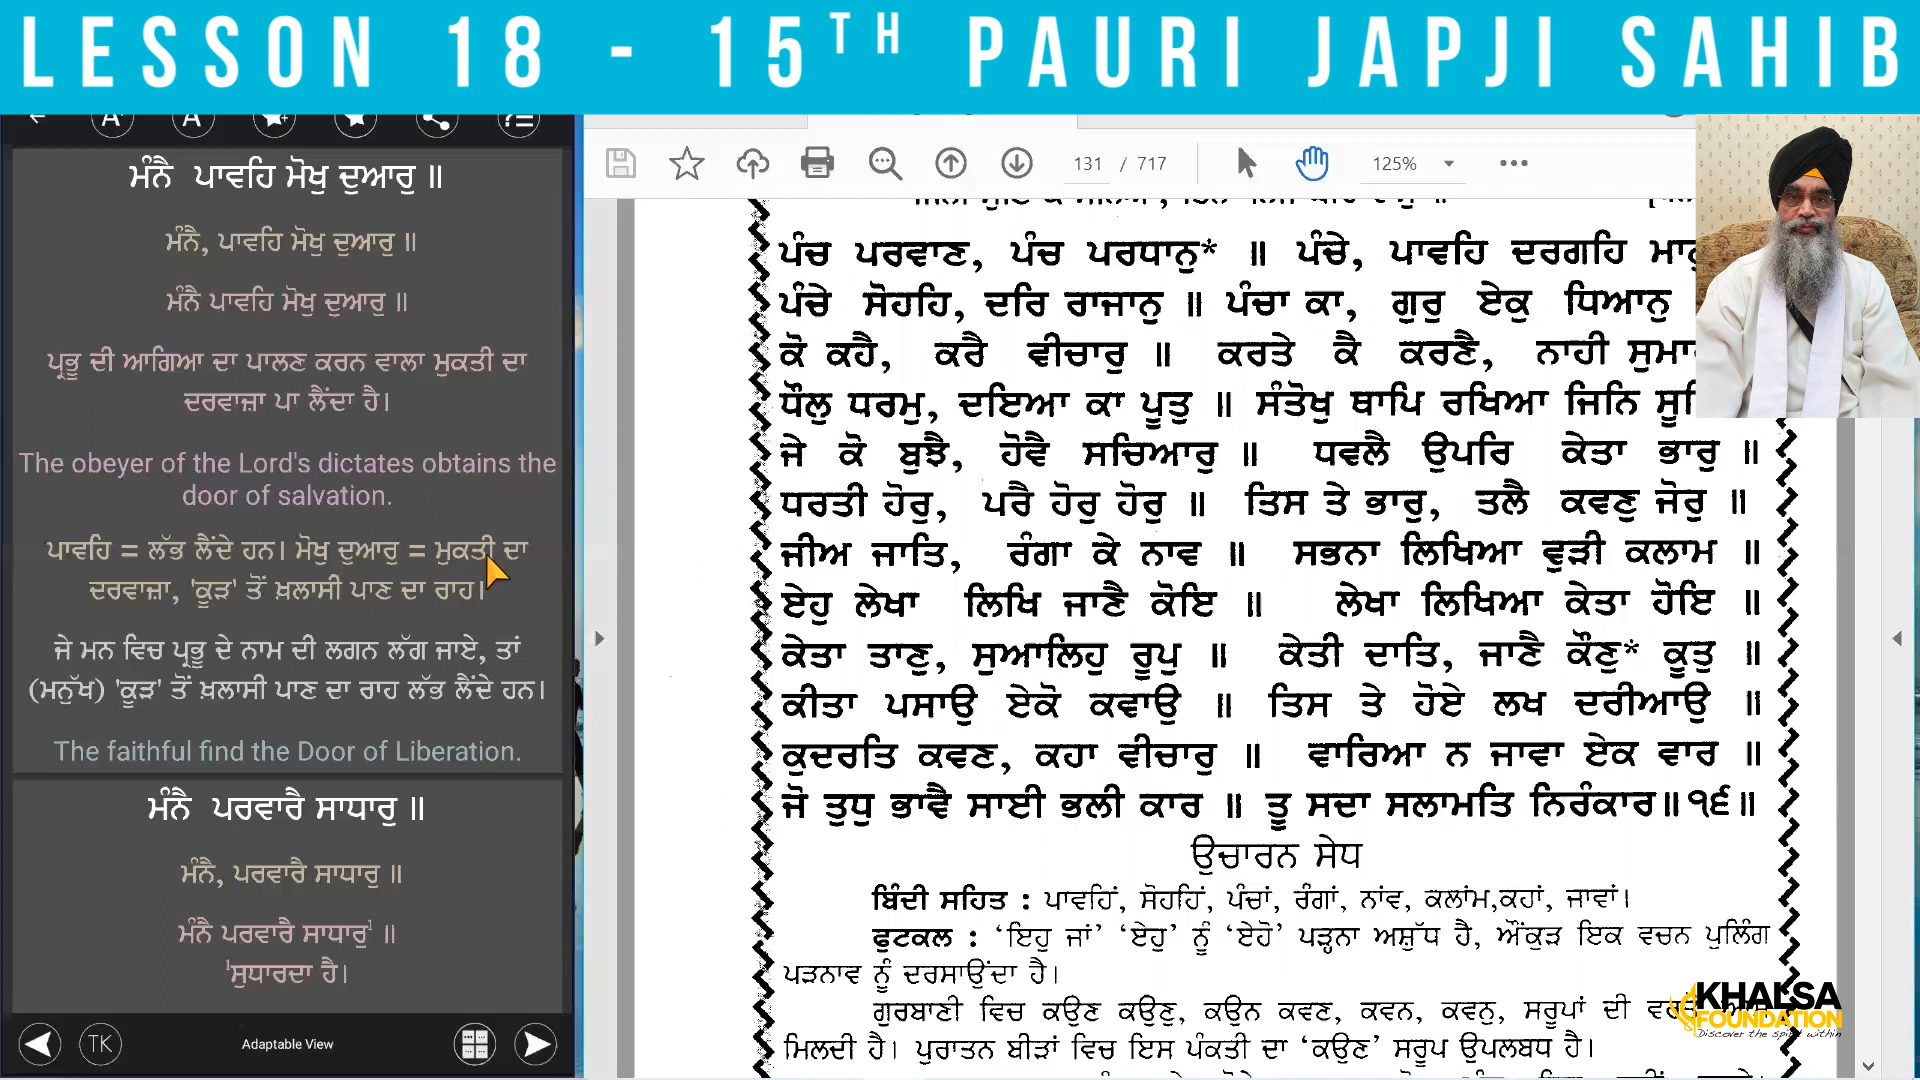 LESSON 18 - 15TH PAURI JAPJI SAHIB
ਮੰਨੈ ਪਾਵਹਿ ਮੋਖੁ ਦੁਆਰੁ ॥
ਮੰਨੈ, ਪਾਵਹਿ ਮੋਖੁ ਦੁਆਰੁ ॥
ਮੰਨੈ ਪਾਵਹਿ ਮੋਖੁ ਦੁਆਰੁ ॥
ਪ੍ਰਭੂ ਦੀ ਆਗਿਆ ਦਾ ਪਾਲਣ ਕਰਨ ਵਾਲਾ ਮੁਕਤੀ ਦਾ
ਦਰਵਾਜ਼ਾ ਪਾ ਲੈਂਦਾ ਹੈ।
The obeyer of the Lord's dictates obtains the
door of salvation.
ਪਾਵਹਿ = ਲੱਭ ਲੈਂਦੇ ਹਨ। ਮੋਖੁ ਦੁਆਰੁ = ਮੁਕਤੀ ਦਾ
ਦਰਵਾਜ਼ਾ, 'ਕੂੜ' ਤੋਂ ਖ਼ਲਾਸੀ ਪਾਣ ਦਾ ਰਾਹ।
ਜੇ ਮਨ ਵਿਚ ਪ੍ਰਭੂ ਦੇ ਨਾਮ ਦੀ ਲਗਨ ਲੱਗ ਜਾਏ, ਤਾਂ
(ਮਨੁੱਖ) 'ਕੂੜ' ਤੋਂ ਖ਼ਲਾਸੀ ਪਾਣ ਦਾ ਰਾਹ ਲੱਭ ਲੈਂਦੇ ਹਨ।
The faithful find the Door of Liberation.
ਮੰਨੈ ਪਰਵਾਰੈ ਸਾਧਾਰੁ ॥
ਮੰਨੈ, ਪਰਵਾਰੈ ਸਾਧਾਰੁ ॥
ਮੰਨੈ ਪਰਵਾਰੈ ਸਾਧਾਰੁ¹ ॥
¹ਸੁਧਾਰਦਾ ਹੈ।
TK
Adaptable View
131 / 717
125%
ਪੰਚ ਪਰਵਾਣ, ਪੰਚ ਪਰਧਾਨੁ* ॥ ਪੰਚੇ, ਪਾਵਹਿ ਦਰਗਹਿ
ਪੰਚੇ ਸੋਹਹਿ, ਦਰਿ ਰਾਜਾਨੁ ॥ ਪੰਚਾ ਕਾ, ਗੁਰੁ ਏਕੁ ਧਿਆਨੁ
ਕੋ ਕਹੈ, ਕਰੈ ਵੀਚਾਰੁ ॥ ਕਰਤੇ ਕੈ ਕਰਣੈ, ਨਾਹੀ
ਧੌਲੁ ਧਰਮੁ, ਦਇਆ ਕਾ ਪੂਤੁ ॥ ਸੰਤੋਖੁ ਥਾਪਿ ਰਖਿਆ ਜਿਨਿ
ਜੇ ਕੋ ਬੁਝੈ, ਹੋਵੈ ਸਚਿਆਰੁ ॥ ਧਵਲੈ ਉਪਰਿ ਕੇਤਾ ਭਾਰੁ ॥
ਧਰਤੀ ਹੋਰੁ, ਪਰੈ ਹੋਰੁ ਹੋਰੁ ॥ ਤਿਸ ਤੇ ਭਾਰੁ, ਤਲੈ ਕਵਣੁ ਜੋਰੁ ॥
ਜੀਅ ਜਾਤਿ, ਰੰਗਾ ਕੇ ਨਾਵ ॥ ਸਭਨਾ ਲਿਖਿਆ ਵੁੜੀ ਕਲਾਮ ॥
ਏਹੁ ਲੇਖਾ ਲਿਖਿ ਜਾਣੈ ਕੋਇ ॥ ਲੇਖਾ ਲਿਖਿਆ ਕੇਤਾ ਹੋਇ ॥
ਕੇਤਾ ਤਾਣੁ, ਸੁਆਲਿਹੁ ਰੂਪੁ ॥ ਕੇਤੀ ਦਾਤਿ, ਜਾਣੈ ਕੌਣੁ* ਕੂਤੁ ॥
ਕੀਤਾ ਪਸਾਉ ਏਕੋ ਕਵਾਉ ॥ ਤਿਸ ਤੇ ਹੋਏ ਲਖ ਦਰੀਆਉ ॥
ਕੁਦਰਤਿ ਕਵਣ, ਕਹਾ ਵੀਚਾਰੁ ॥ ਵਾਰਿਆ ਨ ਜਾਵਾ ਏਕ ਵਾਰ ॥
ਜੋ ਤੁਧੁ ਭਾਵੈ ਸਾਈ ਭਲੀ ਕਾਰ ॥ ਤੂ ਸਦਾ ਸਲਾਮਤਿ ਨਿਰੰਕਾਰ॥੧੬॥
ਉਚਾਰਨ ਸੇਧ
ਬਿੰਦੀ ਸਹਿਤ : ਪਾਵਹਿਂ, ਸੋਹਹਿਂ, ਪੰਚਾਂ, ਰੰਗਾਂ, ਨਾਂਵ, ਕਲਾਂਮ,ਕਹਾਂ, ਜਾਵਾਂ।
ਫੁਟਕਲ : ‘ਇਹੁ ਜਾਂ’ ‘ਏਹੁ’ ਨੂੰ ‘ਏਹੋ’ ਪੜ੍ਹਨਾ ਅਸ਼ੁੱਧ ਹੈ, ਔਂਕੁੜ ਇਕ ਵਚਨ ਪੁਲਿੰਗ
ਪੜਨਾਵ ਨੂੰ ਦਰਸਾਉਂਦਾ ਹੈ।
ਗੁਰਬਾਣੀ ਵਿਚ ਕਉਣ ਕਉਣੁ, ਕਉਨ ਕਵਣ, ਕਵਨ, ਕਵਨੁ, ਸਰੂਪਾਂ ਦੀ
ਮਿਲਦੀ ਹੈ। ਪੁਰਾਤਨ ਬੀੜਾਂ ਵਿਚ ਇਸ ਪੰਕਤੀ ਦਾ ‘ਕਉਣ’ ਸਰੂਪ ਉਪਲਬਧ ਹੈ।
KHALSA
FOUNDATION
Discover the spirit within